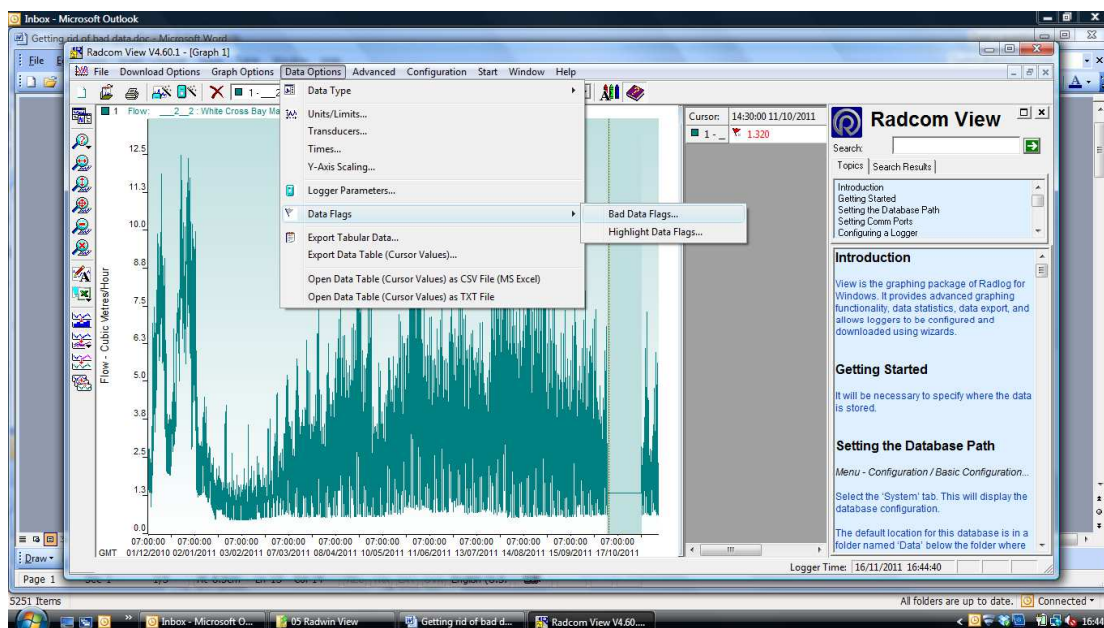 Inbox - Microsoft Outlook
Getting rid of bad data.doc - Microsoft Word
Radcom View V4.60.1 - [Graph 1]
File Download Options Graph Options Data Options Advanced Configuration Start Window Help
File
1 Flow: __2__2 : White Cross Bay Ma
Data Type
Units/Limits...
Transducers...
Times...
Y-Axis Scaling...
Logger Parameters...
Data Flags
Export Tabular Data...
Export Data Table (Cursor Values)...
Open Data Table (Cursor Values) as CSV File (MS Excel)
Open Data Table (Cursor Values) as TXT File
Bad Data Flags...
Highlight Data Flags...
Cursor: 14:30:00 11/10/2011
1 - _ 1.320
Radcom View
Search:
Topics Search Results
Introduction
Getting Started
Setting the Database Path
Setting Comm Ports
Configuring a Logger
Introduction
View is the graphing package of Radlog for
Windows. It provides advanced graphing
functionality, data statistics, data export, and
allows loggers to be configured and
downloaded using wizards.
Getting Started
It will be necessary to specify where the data
is stored.
Setting the Database Path
Menu - Configuration / Basic Configuration...
Select the 'System' tab. This will display the
database configuration.
The default location for this database is in a
folder named 'Data' below the folder where
Flow - Cubic Metres/Hour
12.5
11.3
10.0
8.8
7.5
6.3
5.0
3.8
2.5
1.3
0.0
07:00:00 07:00:00 07:00:00 07:00:00 07:00:00 07:00:00 07:00:00 07:00:00 07:00:00 07:00:00 07:00:00
GMT 01/12/2010 02/01/2011 03/02/2011 07/03/2011 08/04/2011 10/05/2011 11/06/2011 13/07/2011 14/08/2011 15/09/2011 17/10/2011
Logger Time: 16/11/2011 16:44:40
Draw
Page 1
5251 Items
All folders are up to date. Connected
Inbox - Microsoft O... 05 Radwin View Getting rid of bad d... Radcom View V4.60.... 16:44